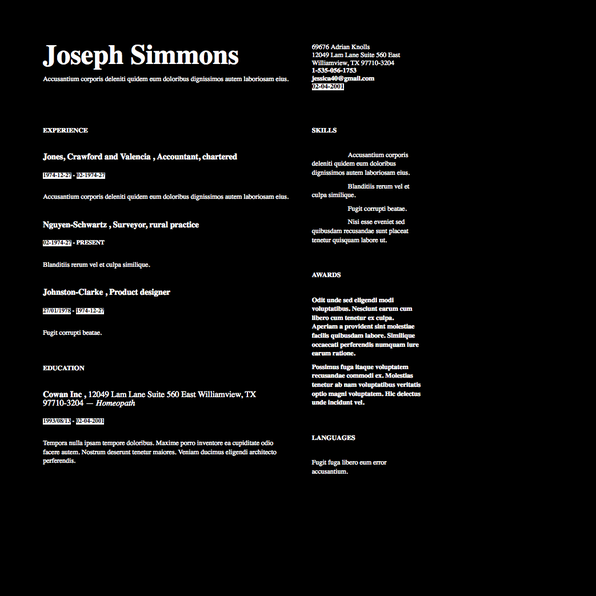 Joseph Simmons
Accusantium corporis deleniti quidem eum doloribus dignissimos autem laboriosam eius.
69676 Adrian Knolls
12049 Lam Lane Suite 560 East
Williamview, TX 97710-3204
1-535-056-1753
jessica40@gmail.com
02-04-2001
EXPERIENCE
Jones, Crawford and Valencia , Accountant, chartered
1974-12-27 - 02-1974-27
Accusantium corporis deleniti quidem eum doloribus dignissimos autem laboriosam eius.
Nguyen-Schwartz , Surveyor, rural practice
02-1974-27 - PRESENT
Blanditiis rerum vel et culpa similique.
Johnston-Clarke , Product designer
27/01/1978 - 1974-12-27
Fugit corrupti beatae.
EDUCATION
Cowan Inc , 12049 Lam Lane Suite 560 East Williamview, TX
97710-3204 — Homeopath
1993/08/13 - 02-04-2001
Tempora nulla ipsam tempore doloribus. Maxime porro inventore ea cupiditate odio
facere autem. Nostrum deserunt tenetur maiores. Veniam ducimus eligendi architecto
perferendis.
SKILLS
Accusantium corporis
deleniti quidem eum doloribus
dignissimos autem laboriosam eius.
Blanditiis rerum vel et
culpa similique.
Fugit corrupti beatae.
Nisi esse eveniet sed
quibusdam recusandae sunt placeat
tenetur quisquam labore ut.
AWARDS
Odit unde sed eligendi modi
voluptatibus. Nesciunt earum cum
libero cum tenetur ex culpa.
Aperiam a provident sint molestiae
facilis quibusdam labore. Similique
occaecati perferendis numquam iure
earum ratione.
Possimus fuga itaque voluptatem
recusandae commodi ex. Molestias
tenetur ab nam voluptatibus veritatis
optio magni voluptatem. Hic delectus
unde incidunt vel.
LANGUAGES
Fugit fuga libero eum error
accusantium.